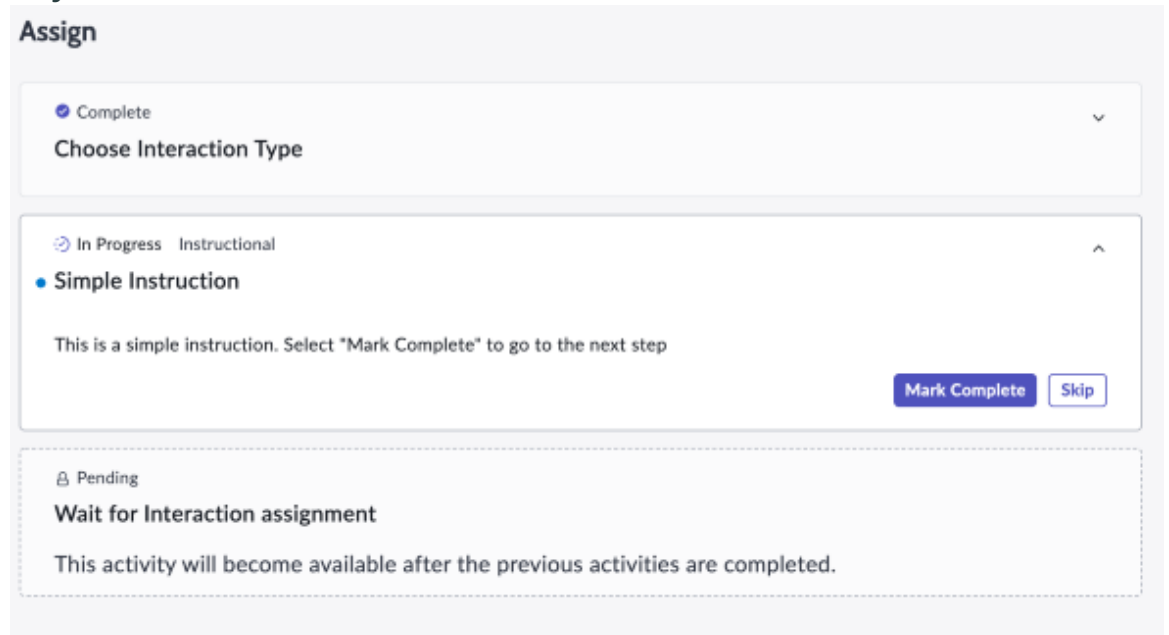 Assign
Complete
Choose Interaction Type
In Progress Instructional
Simple Instruction
This is a simple instruction. Select "Mark Complete" to go to the next step
Mark Complete Skip
Pending
Wait for Interaction assignment
This activity will become available after the previous activities are completed.